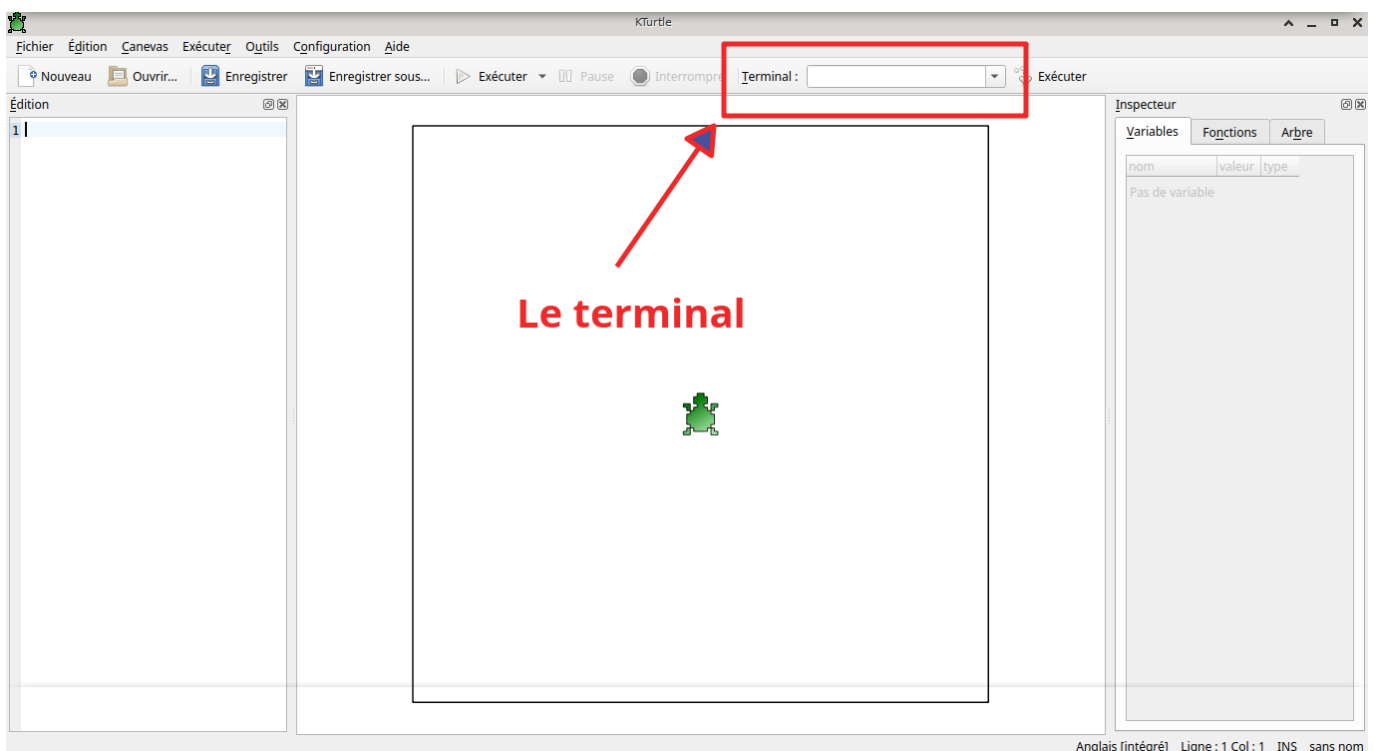 KTurtle
Fichier Édition Canevas Exécuter Outils Configuration Aide
Nouveau Ouvrir... Enregistrer Enregistrer sous... Exécuter Pause Interrompre Terminal : Exécuter
Édition
Inspecteur
1
Variables Fonctions Arbre
nom valeur type
Pas de variable
Le terminal
Anglais [intégré] Ligne : 1 Col : 1 INS sans nom